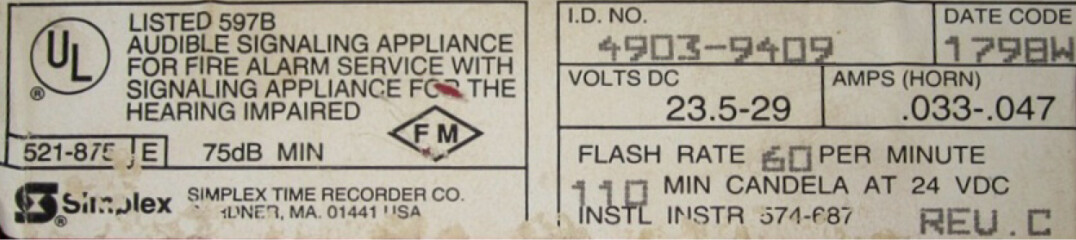 UL
®
LISTED 597B
AUDIBLE SIGNALING APPLIANCE
FOR FIRE ALARM SERVICE WITH
SIGNALING APPLIANCE FOR THE
HEARING IMPAIRED
FM
521-875 E 75dB MIN
Simplex®
SIMPLEX TIME RECORDER CO.
MA. 01441 USA
I.D. NO.
4903-9409
DATE CODE
1798W
VOLTS DC
23.5-29
AMPS (HORN)
.033-.047
FLASH RATE 60 PER MINUTE
110 MIN CANDELA AT 24 VDC
INSTL INSTR 574-687
REV.C